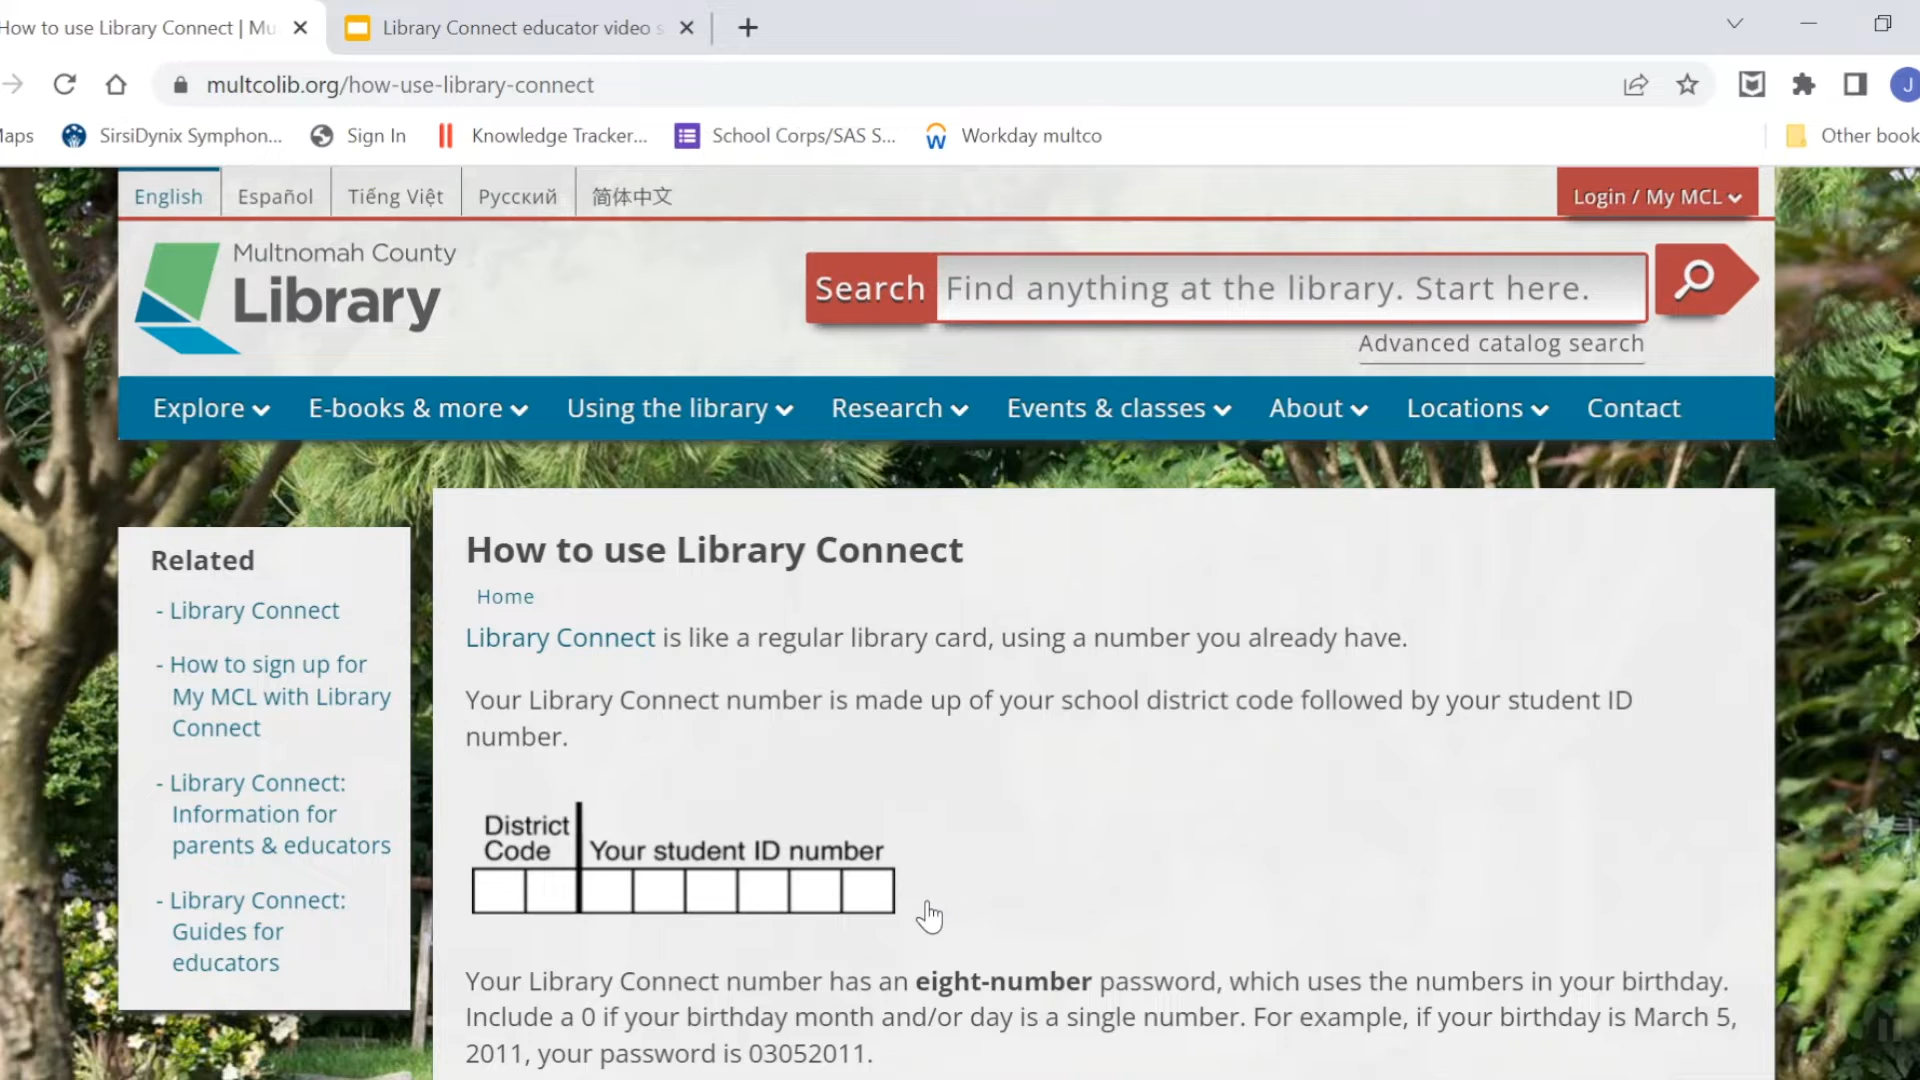 How to use Library Connect | Mu
Library Connect educator video s
multcolib.org/how-use-library-connect
J
laps
SirsiDynix Symphon...
Sign In
Knowledge Tracker...
School Corps/SAS S...
Workday multco
Other book
English
Español
Tiếng Việt
Русский
简体中文
Login / My MCL
Multnomah County
Library
Search
Find anything at the library. Start here.
Advanced catalog search
Explore
E-books & more
Using the library
Research
Events & classes
About
Locations
Contact
Related
- Library Connect
- How to sign up for
My MCL with Library
Connect
- Library Connect:
Information for
parents & educators
- Library Connect:
Guides for
educators
How to use Library Connect
Home
Library Connect is like a regular library card, using a number you already have.
Your Library Connect number is made up of your school district code followed by your student ID
number.
District
Code
Your student ID number
Your Library Connect number has an eight-number password, which uses the numbers in your birthday.
Include a 0 if your birthday month and/or day is a single number. For example, if your birthday is March 5,
2011, your password is 03052011.